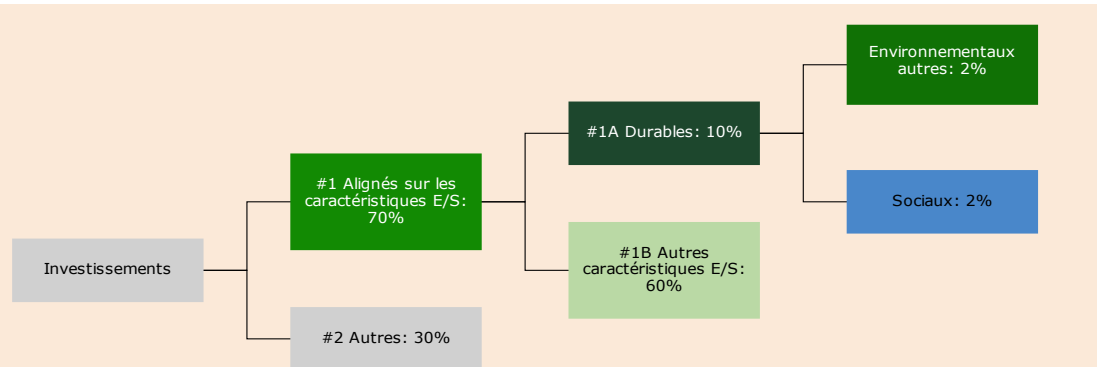 Environnementaux
autres: 2%
#1A Durables: 10%
#1 Alignés sur les
caractéristiques E/S:
70%
Sociaux: 2%
#1B Autres
caractéristiques E/S:
60%
Investissements
#2 Autres: 30%